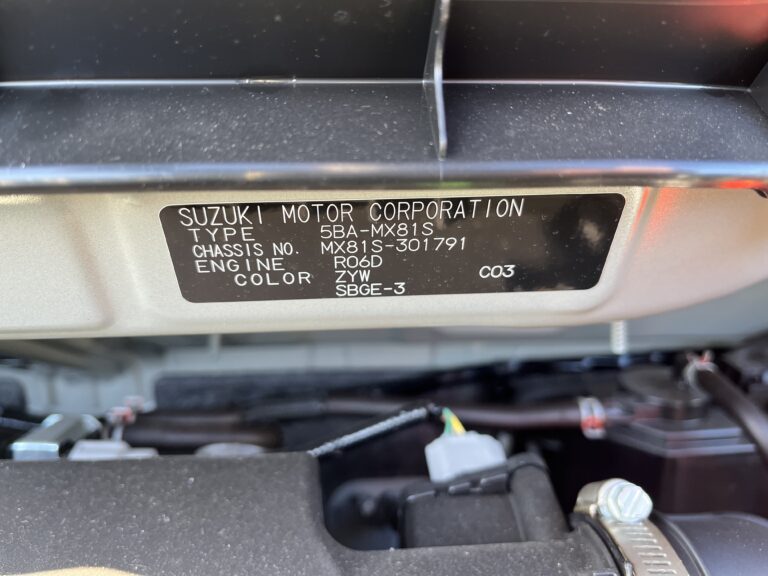 SUZUKI MOTOR CORPORATION
TYPE 5BA-MX81S
CHASSIS NO. MX81S-301791
ENGINE R06D
COLOR ZYW C03
SBGE-3